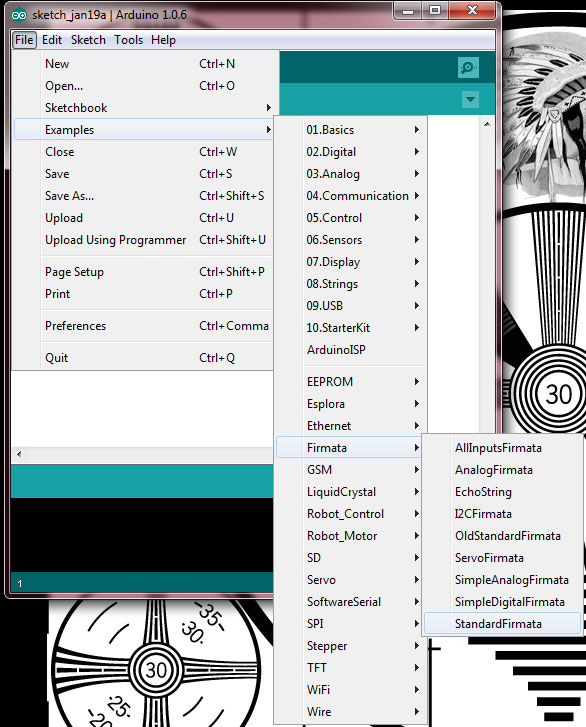 sketch_jan19a | Arduino 1.0.6
File Edit Sketch Tools Help
New Ctrl+N
Open... Ctrl+O
Sketchbook
Examples
Close Ctrl+W
Save Ctrl+S
Save As... Ctrl+Shift+S
Upload Ctrl+U
Upload Using Programmer Ctrl+Shift+U
Page Setup Ctrl+Shift+P
Print Ctrl+P
Preferences Ctrl+Comma
Quit Ctrl+Q
01.Basics
02.Digital
03.Analog
04.Communication
05.Control
06.Sensors
07.Display
08.Strings
09.USB
10.StarterKit
ArduinoISP
EEPROM
Esplora
Ethernet
Firmata
GSM
LiquidCrystal
Robot_Control
Robot_Motor
SD
Servo
SoftwareSerial
SPI
Stepper
TFT
WiFi
Wire
AllInputsFirmata
AnalogFirmata
EchoString
I2CFirmata
OldStandardFirmata
ServoFirmata
SimpleAnalogFirmata
SimpleDigitalFirmata
StandardFirmata
1
30
-35-
·30·
30
25·
-20-